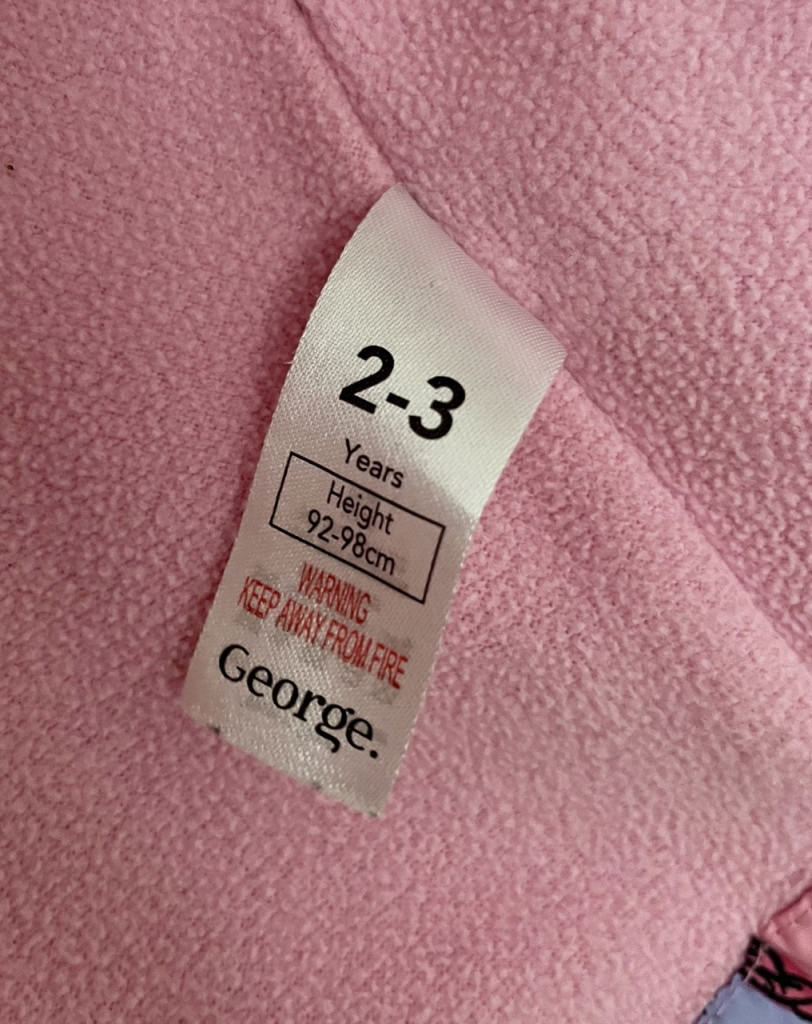 2-3
Years
Height
92-98cm
WARNING
KEEP AWAY FROM FIRE
George.